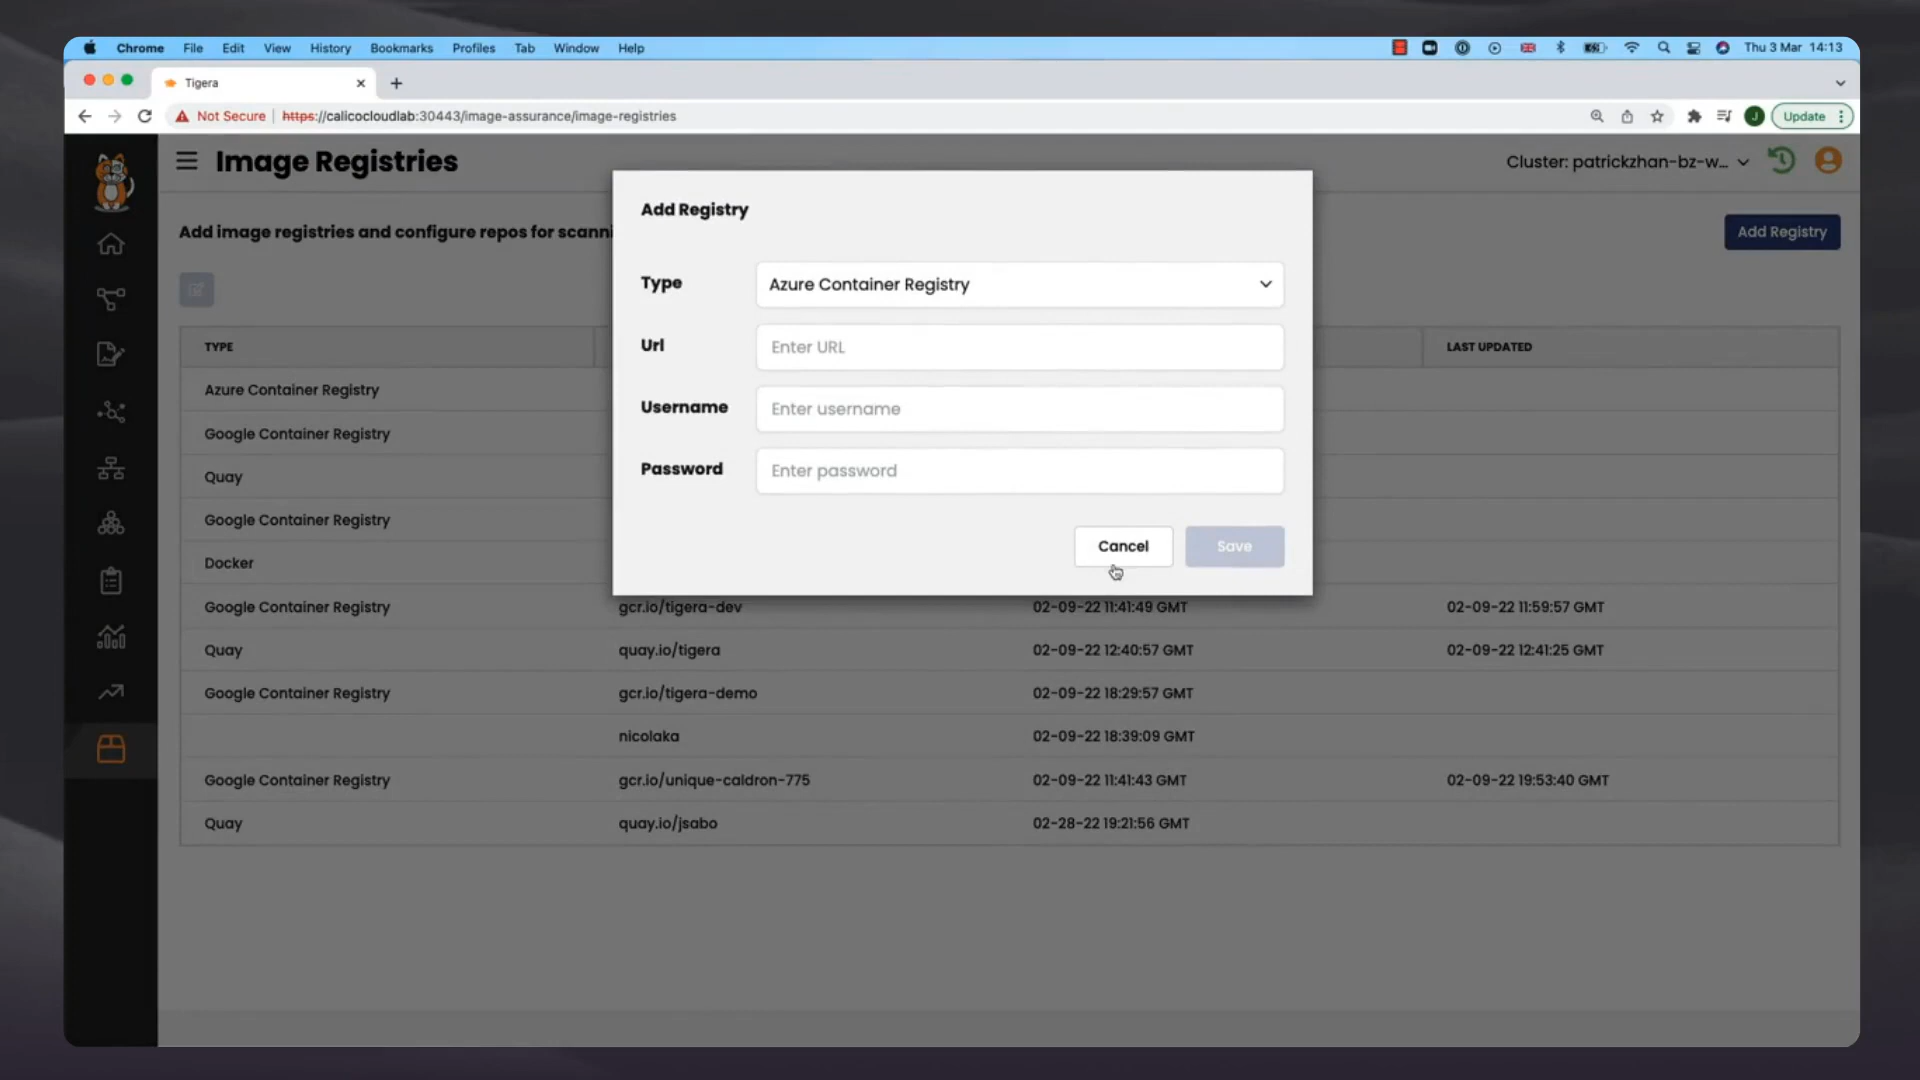 Chrome File Edit View History Bookmarks Profiles Tab Window Help Thu 3 Mar 14:13
Tigera
Not Secure https://calicocloudlab:30443/image-assurance/image-registries J Update
Image Registries Cluster: patrickzhan-bz-w...
Add image registries and configure repos for scanni Add Registry
Add Registry
Type Azure Container Registry
Url Enter URL
Username Enter username
Password Enter password
Cancel Save
TYPE LAST UPDATED
Azure Container Registry
Google Container Registry
Quay
Google Container Registry
Docker
Google Container Registry gcr.io/tigera-dev 02-09-22 11:41:49 GMT 02-09-22 11:59:57 GMT
Quay quay.io/tigera 02-09-22 12:40:57 GMT 02-09-22 12:41:25 GMT
Google Container Registry gcr.io/tigera-demo 02-09-22 18:29:57 GMT
nicolaka 02-09-22 18:39:09 GMT
Google Container Registry gcr.io/unique-caldron-775 02-09-22 11:41:43 GMT 02-09-22 19:53:40 GMT
Quay quay.io/jsabo 02-28-22 19:21:56 GMT